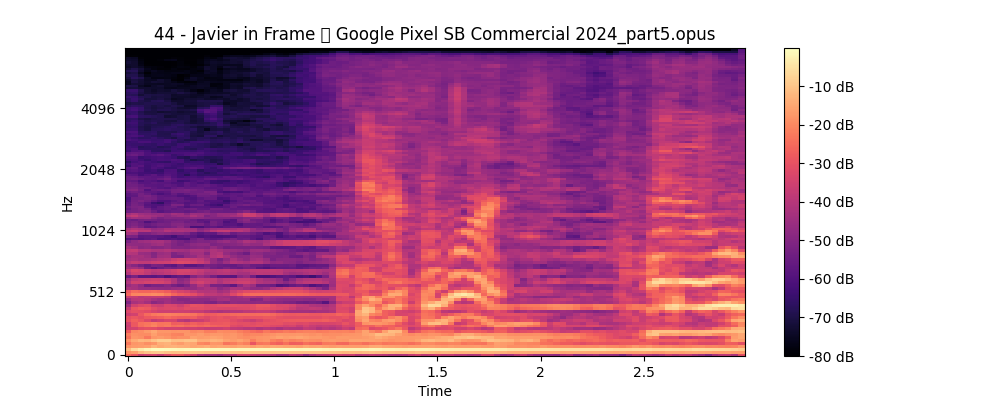 44 - Javier in Frame  Google Pixel SB Commercial 2024_part5.opus
4096
2048
1024
512
0
Hz
0
0.5
1
1.5
2
2.5
Time
-10 dB
-20 dB
-30 dB
-40 dB
-50 dB
-60 dB
-70 dB
-80 dB